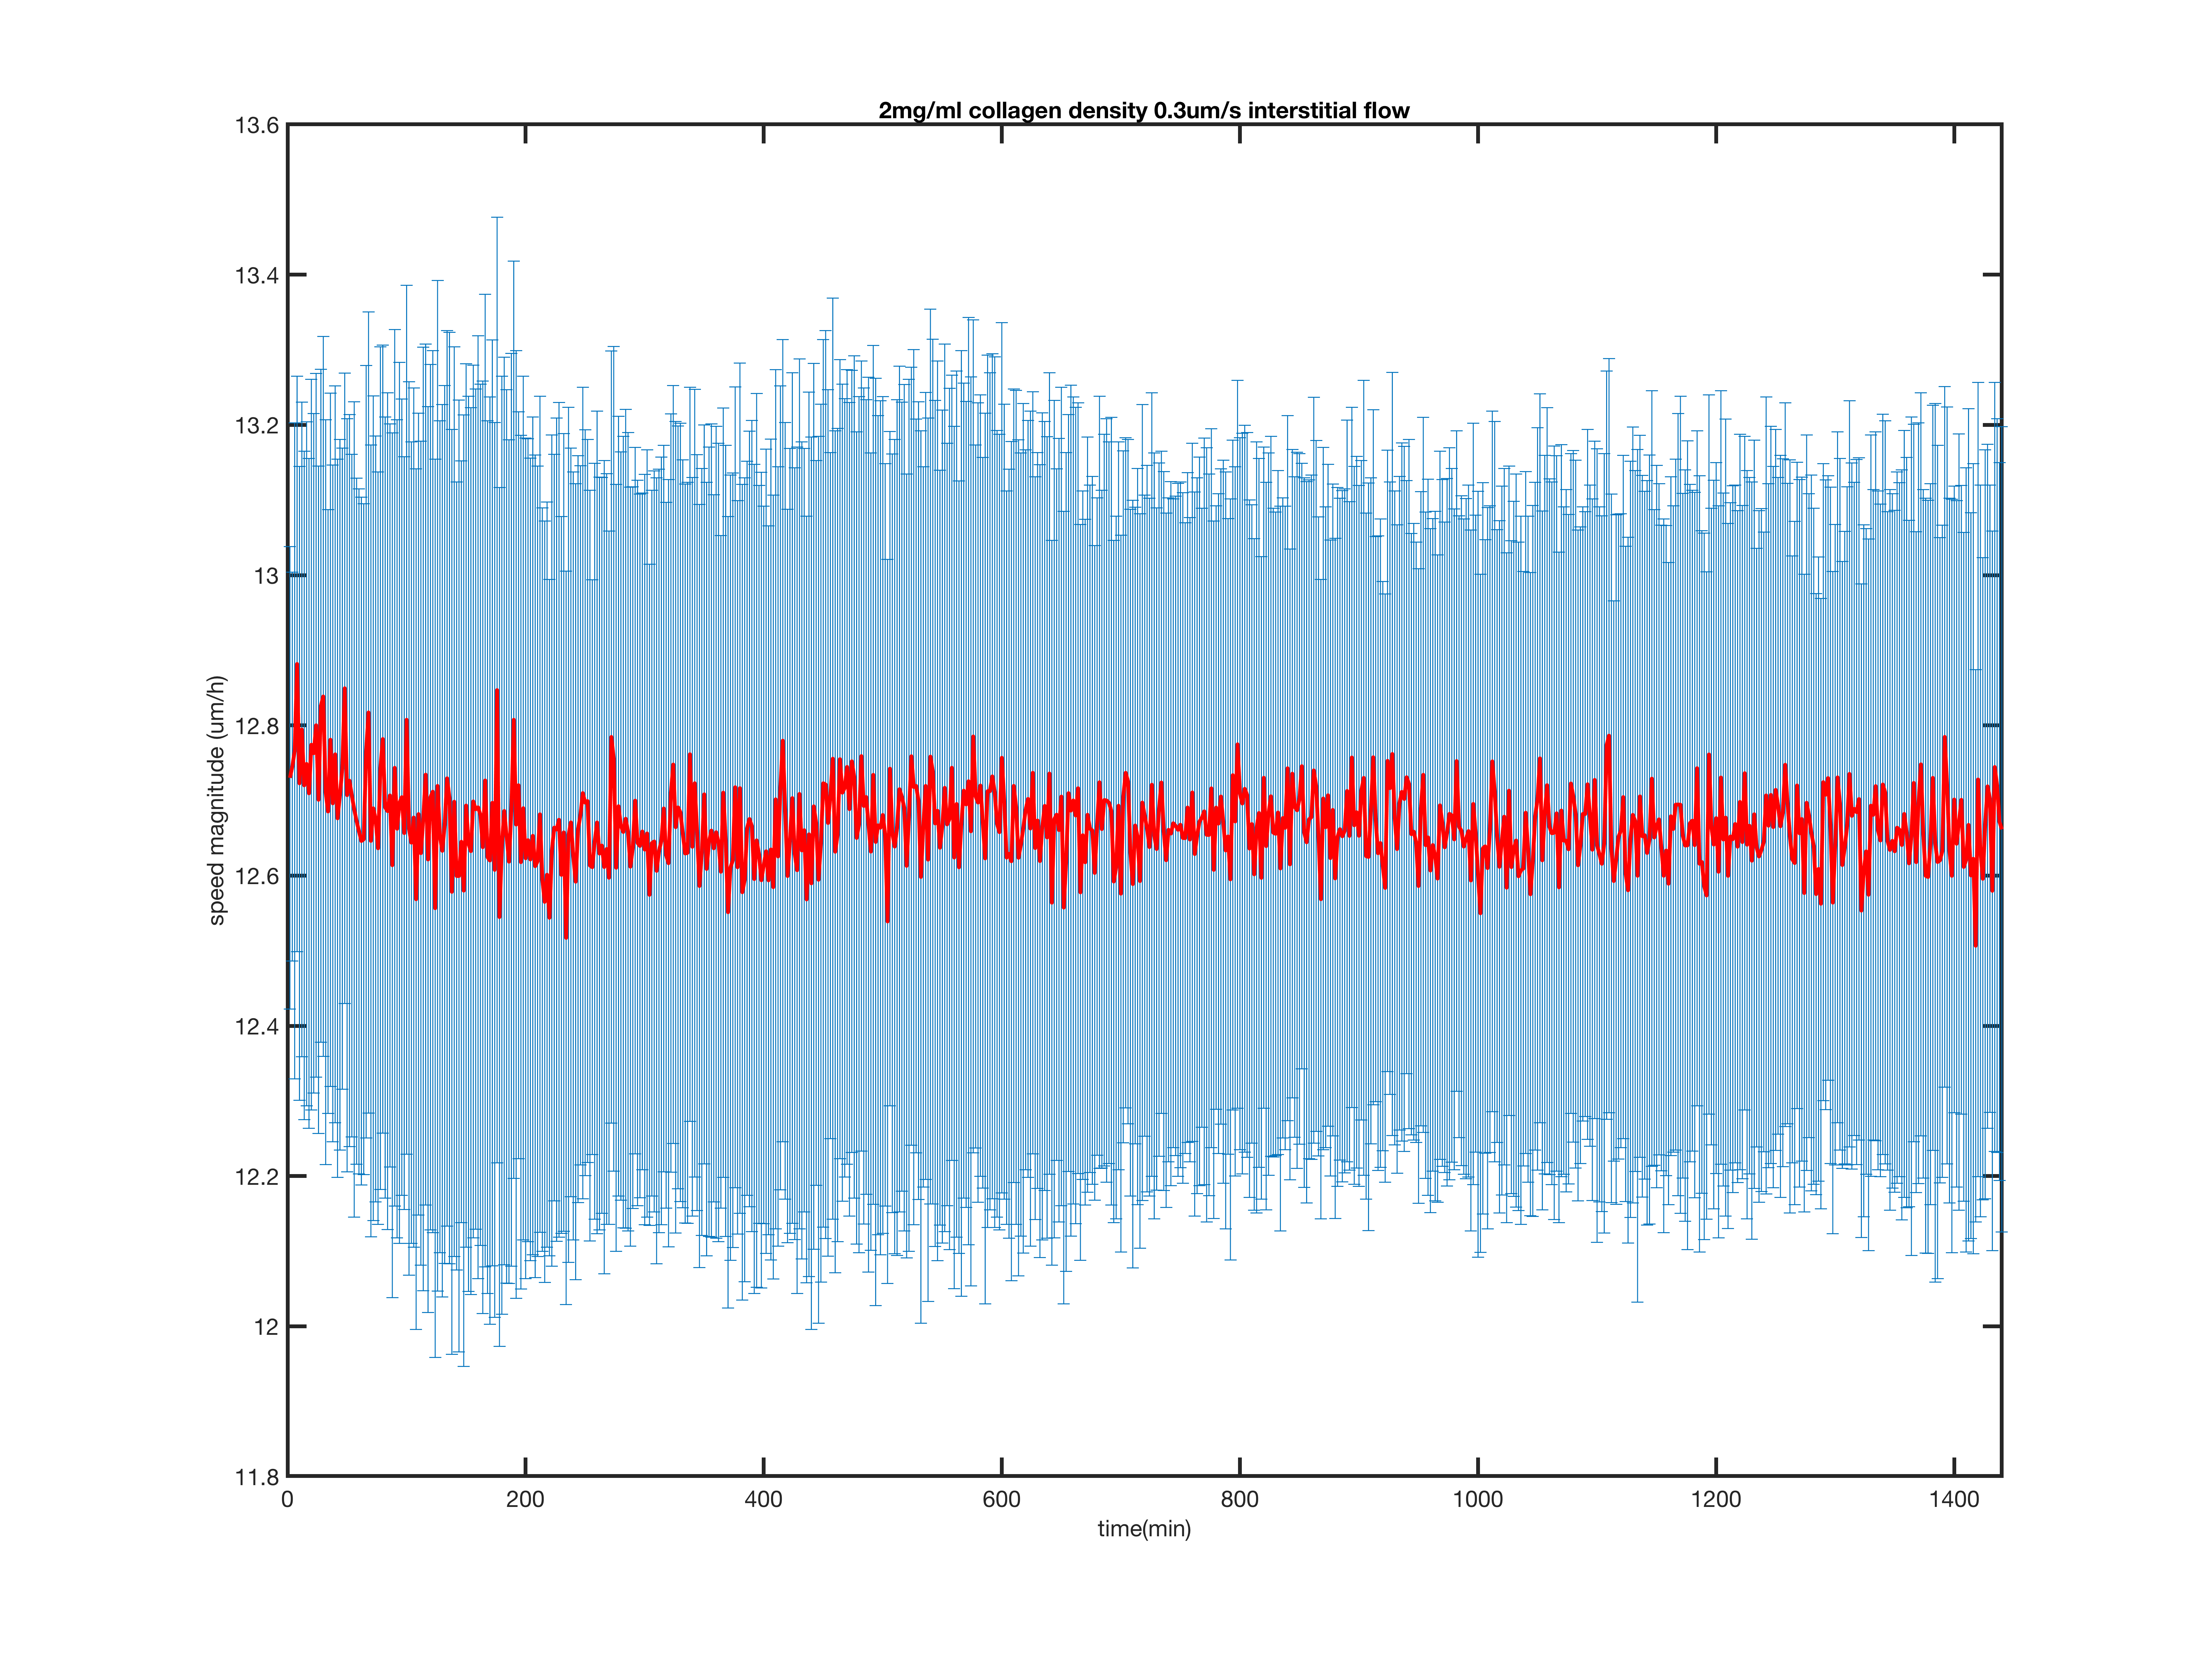 2mg/ml collagen density 0.3um/s interstitial flow
13.6
13.4
13.2
13
12.8
12.6
12.4
12.2
12
11.8
speed magnitude (um/h)
0 200 400 600 800 1000 1200 1400
time(min)